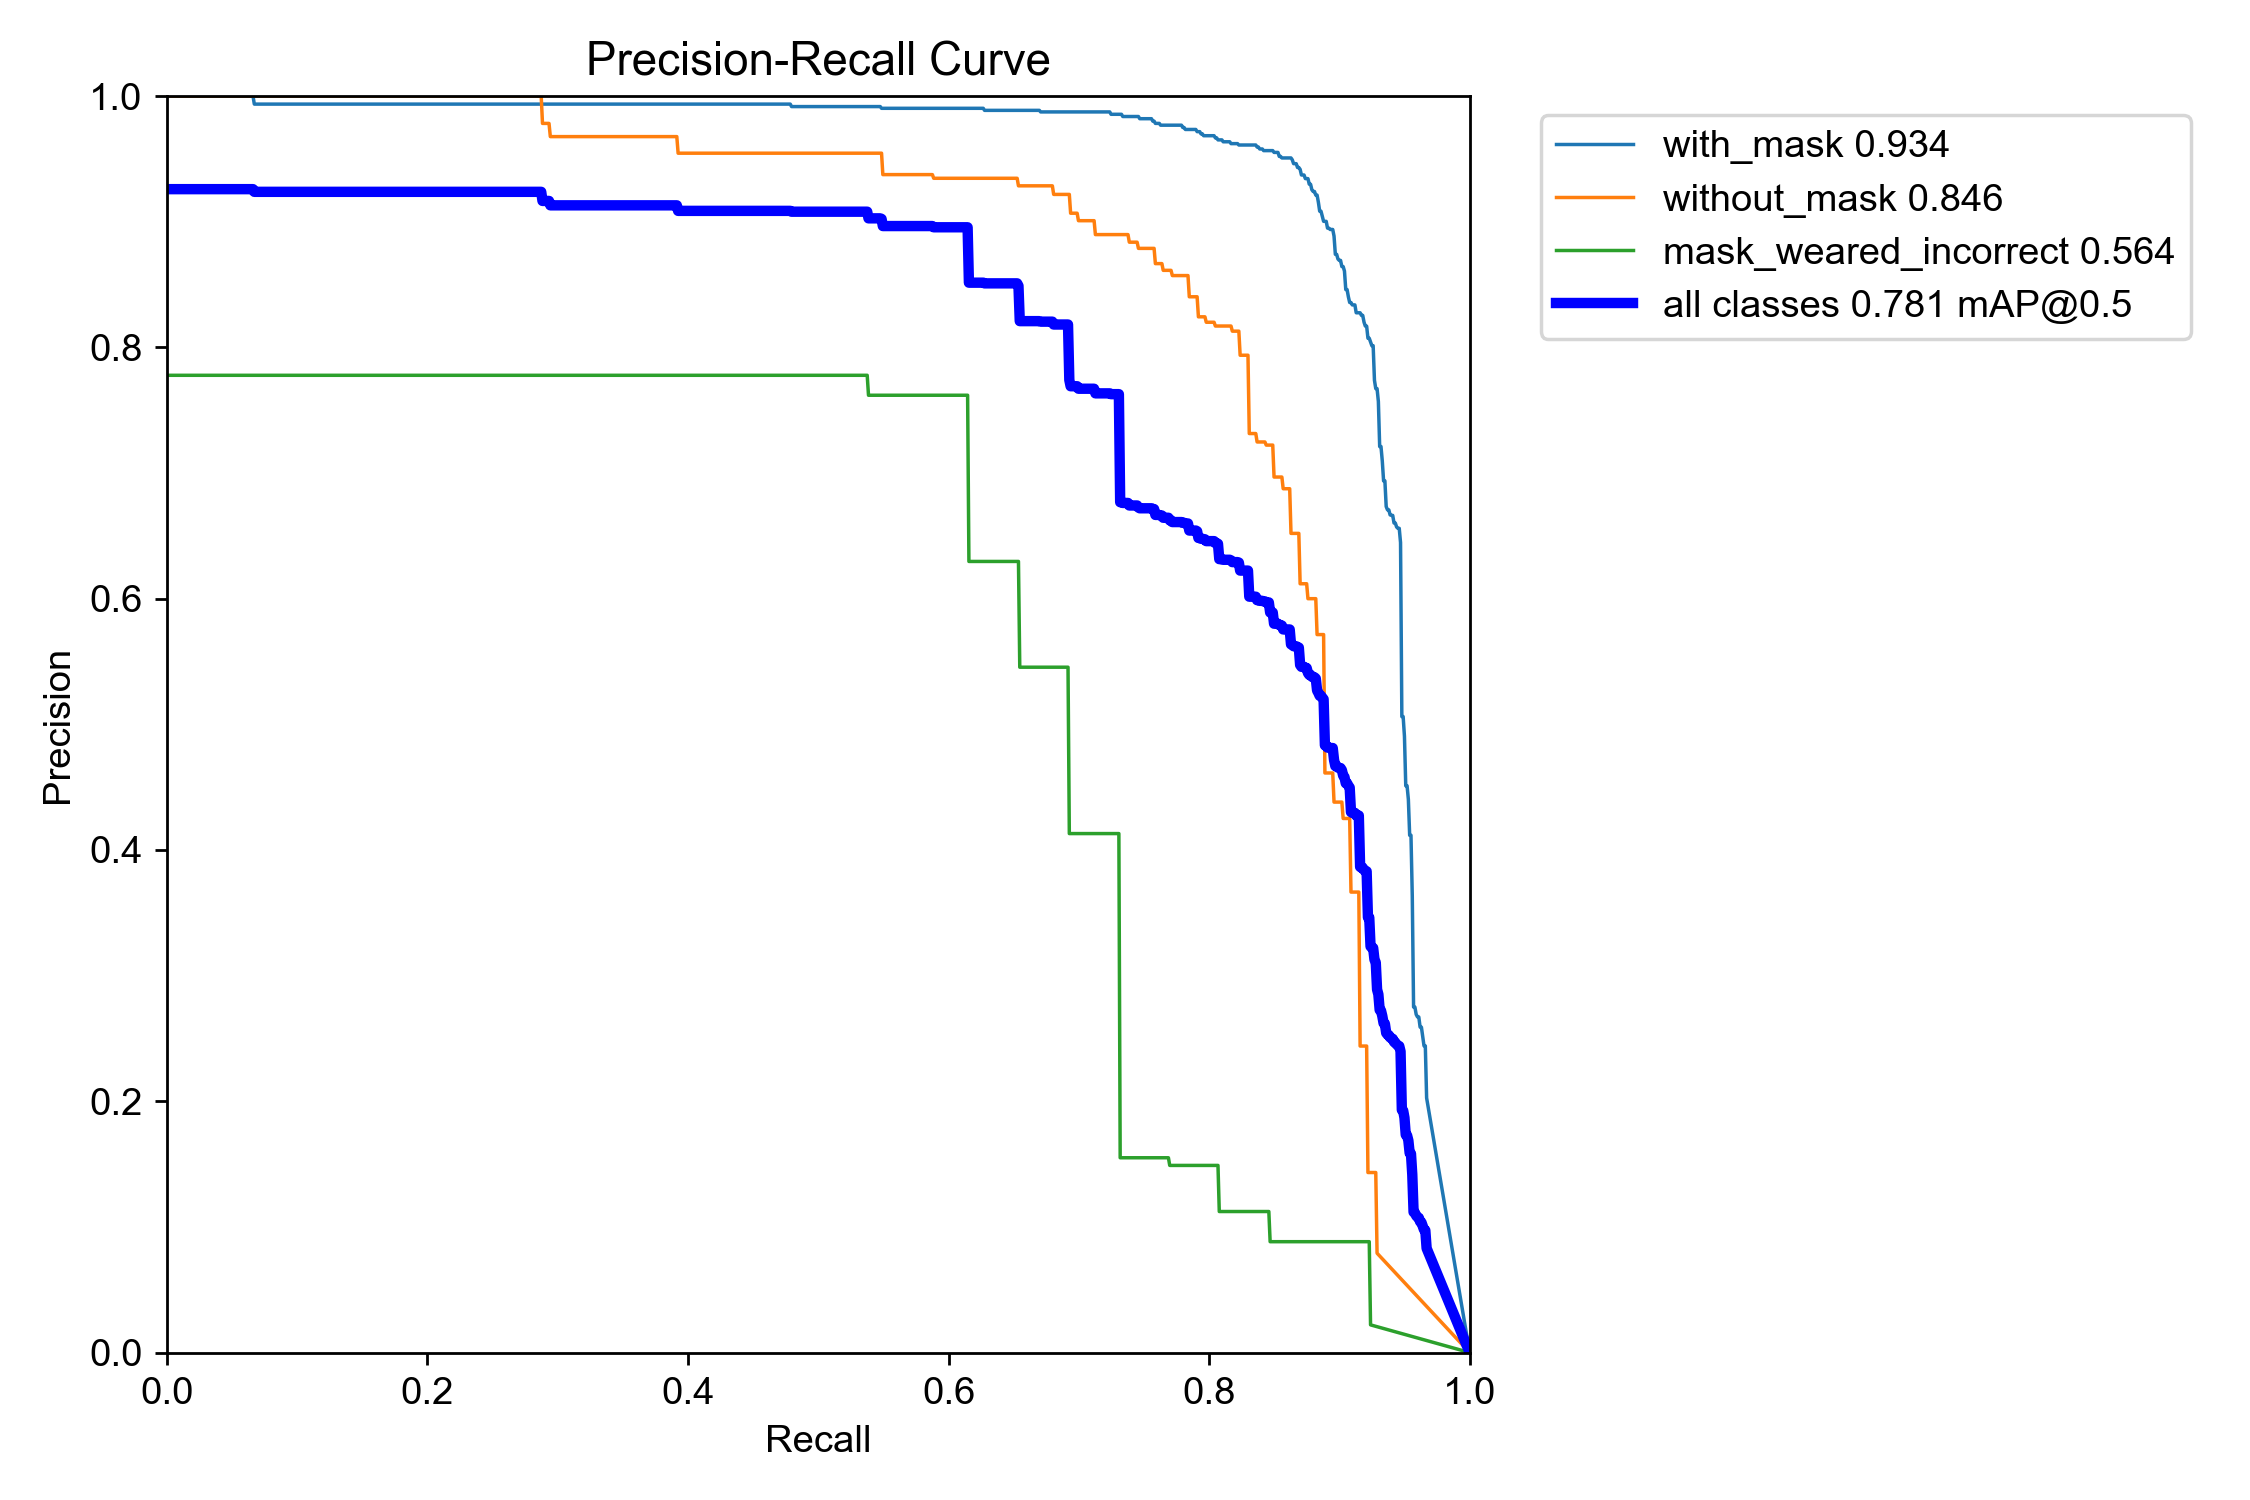 Precision-Recall Curve
1.0
0.8
0.6
0.4
0.2
0.0
Precision
0.0 0.2 0.4 0.6 0.8 1.0
Recall
with_mask 0.934
without_mask 0.846
mask_weared_incorrect 0.564
all classes 0.781 mAP@0.5